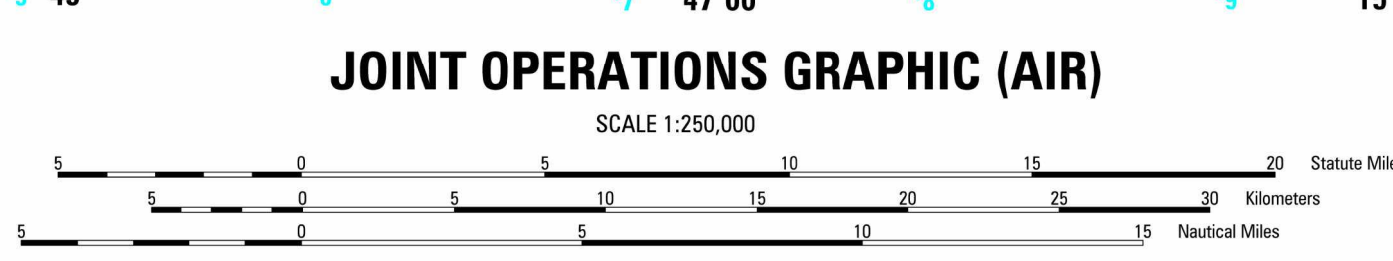 47°00'
JOINT OPERATIONS GRAPHIC (AIR)
SCALE 1:250,000
5 0 5 10 15 20 Statute Mile
5 0 5 10 15 20 25 30 Kilometers
5 0 5 10 15 Nautical Miles